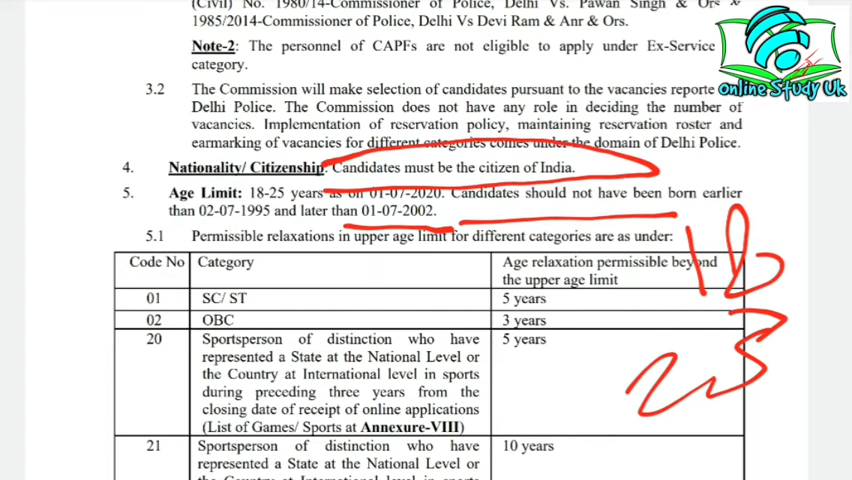 (Civil) No. 1980/14-Commissioner of Police, Delhi Vs. Pawan Singh & Ors &
1985/2014-Commissioner of Police, Delhi Vs Devi Ram & Anr & Ors.
Note-2: The personnel of CAPFs are not eligible to apply under Ex-Service
category.
Online Study Uk
3.2 The Commission will make selection of candidates pursuant to the vacancies reporte
Delhi Police. The Commission does not have any role in deciding the number of
vacancies. Implementation of reservation policy, maintaining reservation roster and
earmarking of vacancies for different categories comes under the domain of Delhi Police.
4. Nationality/ Citizenship: Candidates must be the citizen of India.
5. Age Limit: 18-25 years as on 01-07-2020. Candidates should not have been born earlier
than 02-07-1995 and later than 01-07-2002.
5.1 Permissible relaxations in upper age limit for different categories are as under:
Code No Category Age relaxation permissible beyond
the upper age limit
01 SC/ ST 5 years
02 OBC 3 years
20 Sportsperson of distinction who have 5 years
represented a State at the National Level or
the Country at International level in sports
during preceding three years from the
closing date of receipt of online applications
(List of Games/ Sports at Annexure-VIII)
21 Sportsperson of distinction who have 10 years
represented a State at the National Level or
18
25